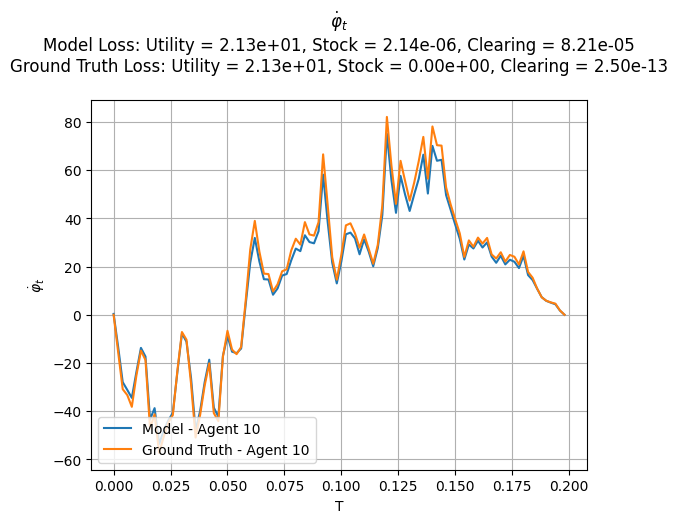 φ̇_t
Model Loss: Utility = 2.13e+01, Stock = 2.14e-06, Clearing = 8.21e-05
Ground Truth Loss: Utility = 2.13e+01, Stock = 0.00e+00, Clearing = 2.50e-13
80
60
40
20
0
−20
−40
−60
φ̇_t
Model - Agent 10
Ground Truth - Agent 10
0.000 0.025 0.050 0.075 0.100 0.125 0.150 0.175 0.200
T